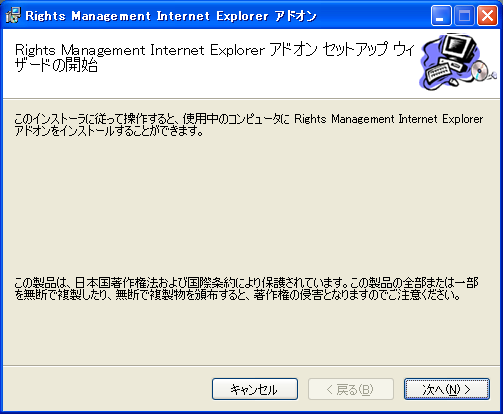 Rights Management Internet Explorer アドオン
Rights Management Internet Explorer アドオン セットアップ ウィ
ザードの開始
このインストーラに従って操作すると、使用中のコンピュータに Rights Management Internet Explorer
アドオンをインストールすることができます。
この製品は、日本国著作権法および国際条約により保護されています。この製品の全部または一部
を無断で複製したり、無断で複製物を頒布すると、著作権の侵害となりますのでご注意ください。
キャンセル
< 戻る(B)
次へ(N) >